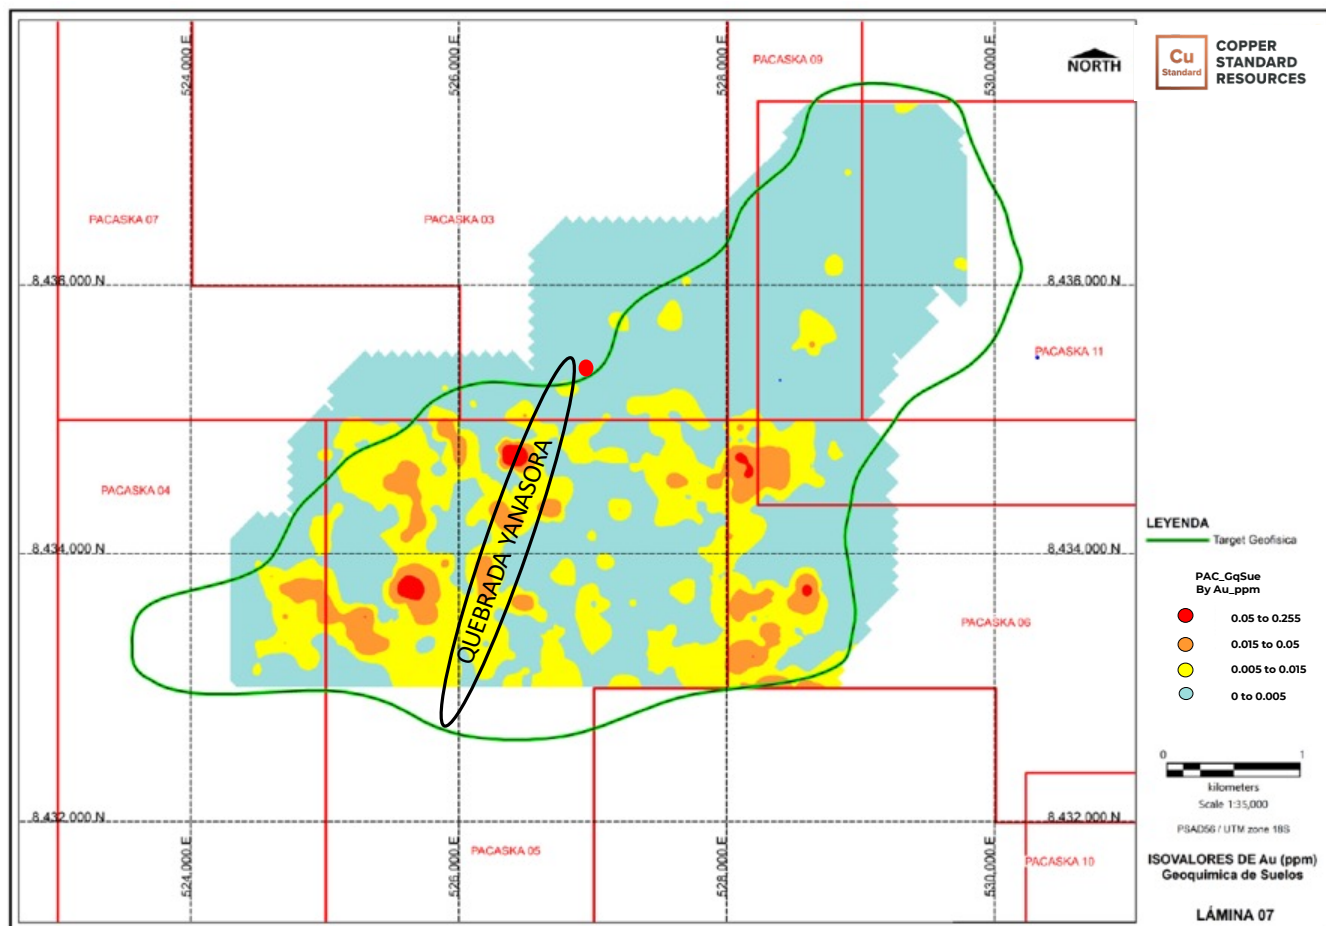 524,000 E
526,000 E
528,000 E
530,000 E
NORTH
Cu
Standard
COPPER
STANDARD
RESOURCES
PACASKA 09
PACASKA 07
PACASKA 03
8,436,000 N
8,436,000 N
PACASKA 11
PACASKA 04
QUEBRADA YANASORA
8,434,000 N
8,434,000 N
PACASKA 06
LEYENDA
Target Geofisica
PAC_GqSue
By Au_ppm
0.05 to 0.255
0.015 to 0.05
0.005 to 0.015
0 to 0.005
0 1
kilometers
Scale 1:35,000
PSAD56 / UTM zone 18S
8,432,000 N
8,432,000 N
PACASKA 05
PACASKA 10
524,000 E
526,000 E
528,000 E
530,000 E
ISOVALORES DE Au (ppm)
Geoquimica de Suelos
LÁMINA 07